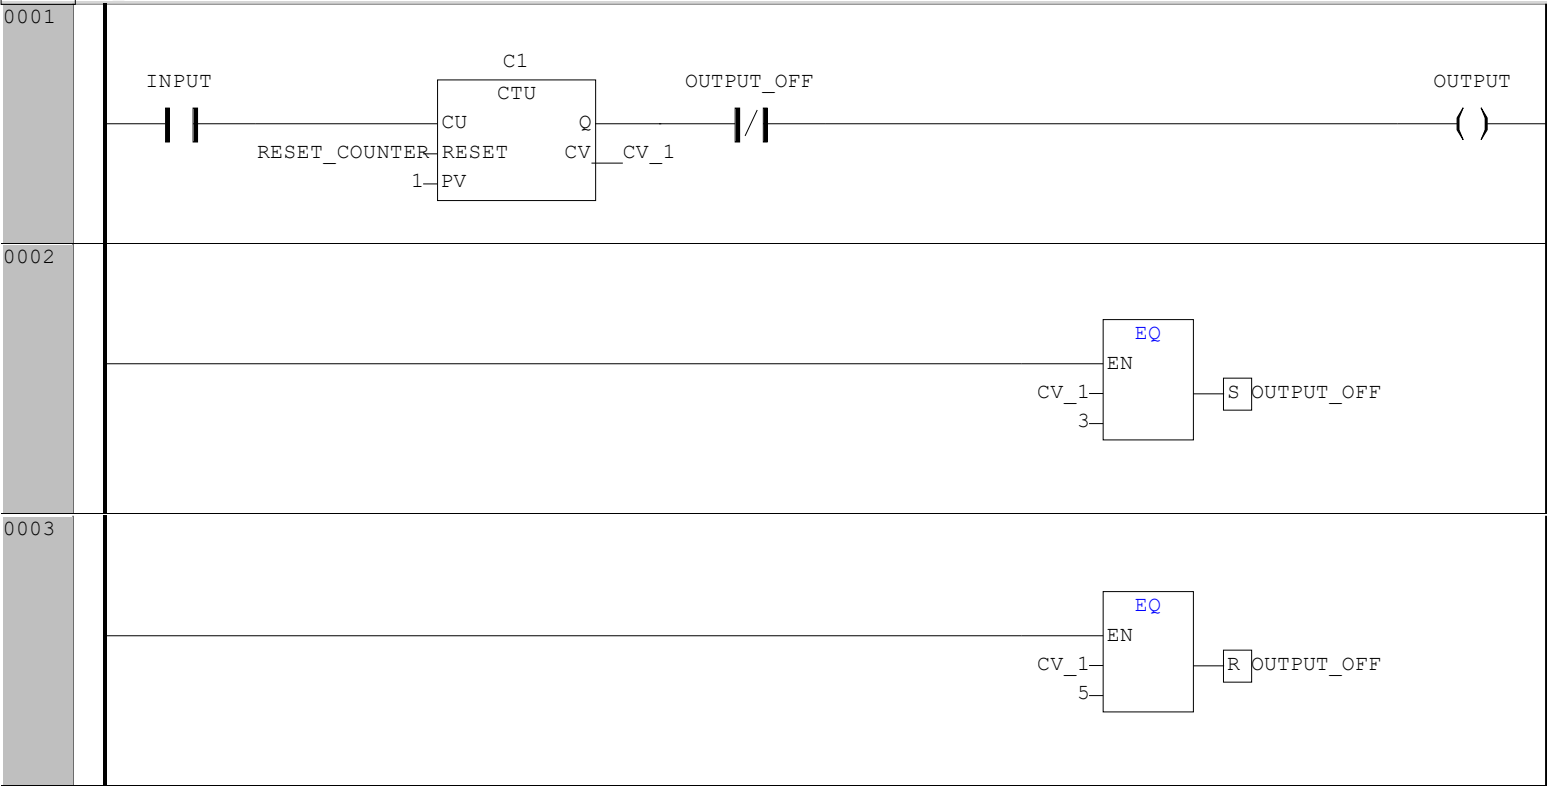 0001
C1
INPUT
OUTPUT_OFF
OUTPUT
CTU
CU
Q
RESET_COUNTER
RESET
CV
CV_1
1
PV
0002
EQ
EN
CV_1
S
OUTPUT_OFF
3
0003
EQ
EN
CV_1
R
OUTPUT_OFF
5